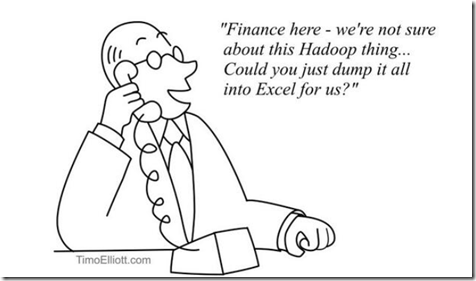 "Finance here - we're not sure
about this Hadoop thing...
Could you just dump it all
into Excel for us?"
TimoElliott.com